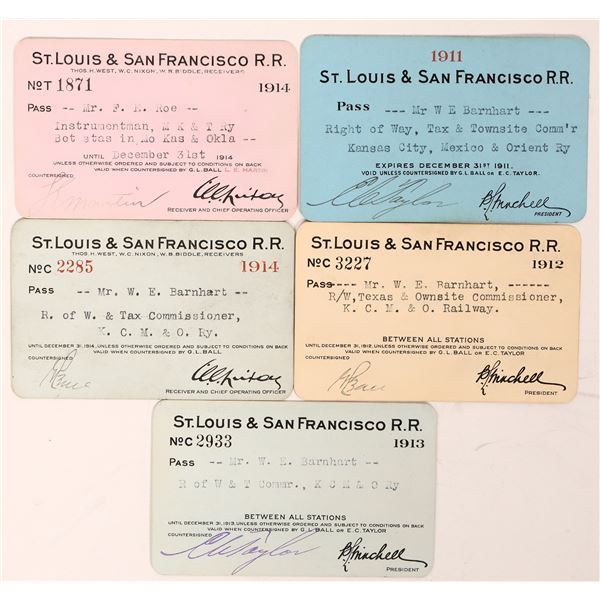 ST. LOUIS & SAN FRANCISCO R.R.
THOS. H. WEST, W. C. NIXON, W. B. BIDDLE, RECEIVERS
No T 1871 1914
PASS -- Mr. F. R. Roe --
Instrumentman, M K & T Ry
Bet stas in Mo Kas & Okla --
UNTIL December 31st 1914
UNLESS OTHERWISE ORDERED AND SUBJECT TO CONDITIONS ON BACK
VALID WHEN COUNTERSIGNED BY G. L. BALL L. E. MARTIN
COUNTERSIGNED
RECEIVER AND CHIEF OPERATING OFFICER
1911
ST. LOUIS & SAN FRANCISCO R.R.
PASS --- Mr W E Barnhart ---
Right of Way, Tax & Townsite Comm'r
Kansas City, Mexico & Orient Ry
EXPIRES DECEMBER 31ST 1911.
VOID UNLESS COUNTERSIGNED BY G. L. BALL OR E. C. TAYLOR.
E C Taylor
B L Winchell
PRESIDENT
ST. LOUIS & SAN FRANCISCO R.R.
THOS. H. WEST, W. C. NIXON, W. B. BIDDLE, RECEIVERS
No C 2285 1914
PASS -- Mr. W. E. Barnhart --
R. of W. & Tax Commissioner,
K. C. M. & O. Ry.
UNTIL DECEMBER 31, 1914, UNLESS OTHERWISE ORDERED AND SUBJECT TO CONDITIONS ON BACK
VALID WHEN COUNTERSIGNED BY G. L. BALL
COUNTERSIGNED
RECEIVER AND CHIEF OPERATING OFFICER
ST. LOUIS & SAN FRANCISCO R.R.
No C 3227 1912
PASS----- Mr. W. E. Barnhart, ------
R/W, Texas & Ownsite Commissioner,
K. C. M. & O. Railway.
BETWEEN ALL STATIONS
UNTIL DECEMBER 31, 1912, UNLESS OTHERWISE ORDERED AND SUBJECT TO CONDITIONS ON BACK
VALID WHEN COUNTERSIGNED BY G. L. BALL OR E. C. TAYLOR
COUNTERSIGNED
G L Ball
B L Winchell
PRESIDENT
ST. LOUIS & SAN FRANCISCO R.R.
No C 2933 1913
PASS -- Mr. W. E. Barnhart --
R of W & T Commr., K C M & O Ry
BETWEEN ALL STATIONS
UNTIL DECEMBER 31, 1913, UNLESS OTHERWISE ORDERED AND SUBJECT TO CONDITIONS ON BACK
VALID WHEN COUNTERSIGNED BY G. L. BALL OR E. C. TAYLOR
COUNTERSIGNED
E C Taylor
B L Winchell
PRESIDENT